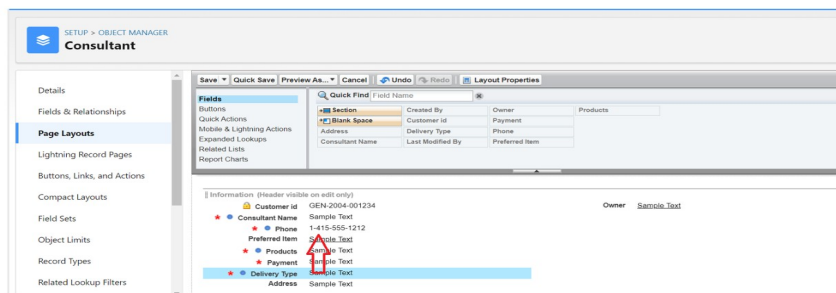 SETUP > OBJECT MANAGER
Consultant
Details
Fields & Relationships
Page Layouts
Lightning Record Pages
Buttons, Links, and Actions
Compact Layouts
Field Sets
Object Limits
Record Types
Related Lookup Filters
Save Quick Save Preview As... Cancel Undo Redo Layout Properties
Fields
Buttons
Quick Actions
Mobile & Lightning Actions
Expanded Lookups
Related Lists
Report Charts
Quick Find Field Name
Section Created By Owner Products
Blank Space Customer id Payment
Address Delivery Type Phone
Consultant Name Last Modified By Preferred Item
Information (Header visible on edit only)
Customer id GEN-2004-001234 Owner Sample Text
Consultant Name Sample Text
Phone 1-415-555-1212
Preferred Item Sample Text
Products Sample Text
Payment Sample Text
Delivery Type Sample Text
Address Sample Text